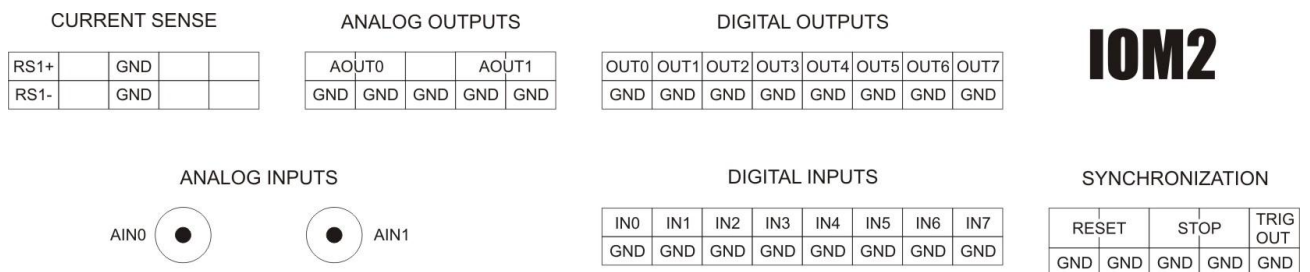 CURRENT SENSE
RS1+ GND
RS1- GND
ANALOG OUTPUTS
AOUT0 AOUT1
GND GND GND GND GND
DIGITAL OUTPUTS
OUT0 OUT1 OUT2 OUT3 OUT4 OUT5 OUT6 OUT7
GND GND GND GND GND GND GND GND
IOM2
ANALOG INPUTS
AIN0 AIN1
DIGITAL INPUTS
IN0 IN1 IN2 IN3 IN4 IN5 IN6 IN7
GND GND GND GND GND GND GND GND
SYNCHRONIZATION
RESET STOP TRIG
OUT
GND GND GND GND GND